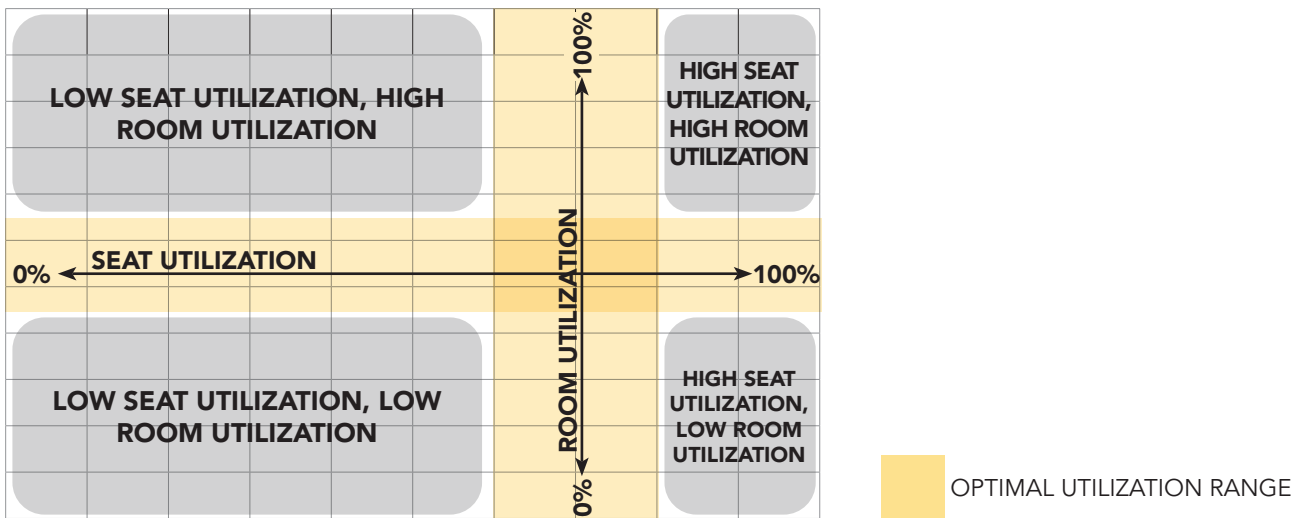 100%
LOW SEAT UTILIZATION, HIGH
ROOM UTILIZATION
HIGH SEAT
UTILIZATION,
HIGH ROOM
UTILIZATION
SEAT UTILIZATION
0%
100%
ROOM UTILIZATION
LOW SEAT UTILIZATION, LOW
ROOM UTILIZATION
HIGH SEAT
UTILIZATION,
LOW ROOM
UTILIZATION
0%
OPTIMAL UTILIZATION RANGE